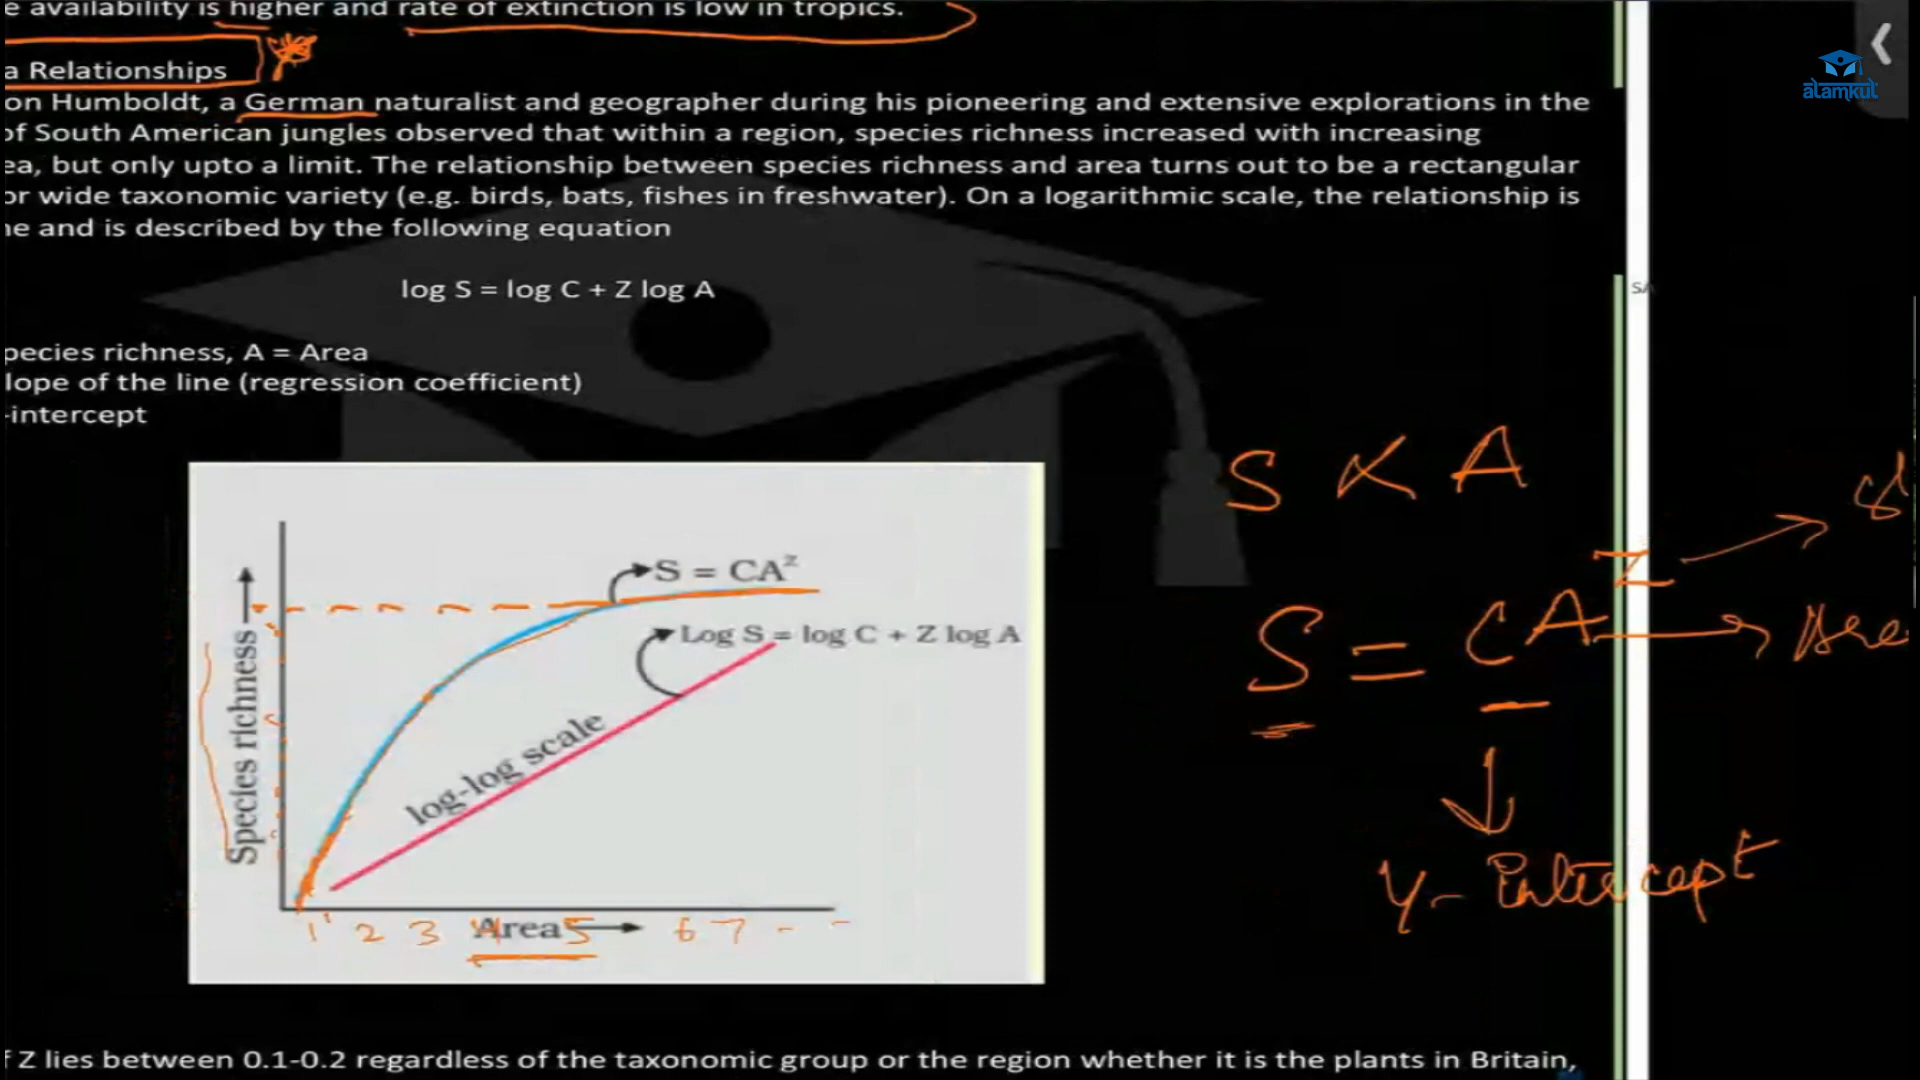 e availability is higher and rate of extinction is low in tropics.
a Relationships
on Humboldt, a German naturalist and geographer during his pioneering and extensive explorations in the
of South American jungles observed that within a region, species richness increased with increasing
ea, but only upto a limit. The relationship between species richness and area turns out to be a rectangular
or wide taxonomic variety (e.g. birds, bats, fishes in freshwater). On a logarithmic scale, the relationship is
ne and is described by the following equation
log S = log C + Z log A
pecies richness, A = Area
lope of the line (regression coefficient)
-intercept
S ∝ A
S = CA^Z
Are
Y- Intercept
S = CA^z
Log S = log C + Z log A
log-log scale
Species richness
Area
1 2 3 4 5 6 7 - -
f Z lies between 0.1-0.2 regardless of the taxonomic group or the region whether it is the plants in Britain,
alamkut
SA